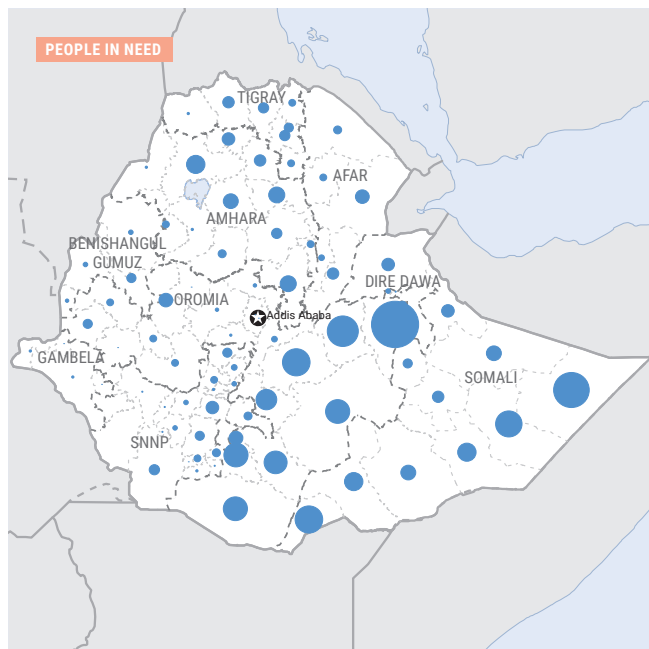 PEOPLE IN NEED
TIGRAY
AFAR
AMHARA
BENISHANGUL
GUMUZ
DIRE DAWA
OROMIA
Addis Ababa
GAMBELA
SOMALI
SNNP